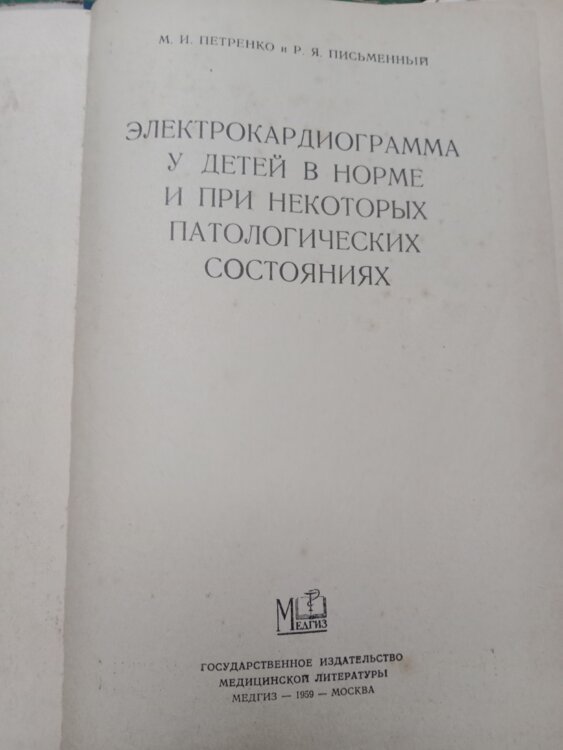 М. И. ПЕТРЕНКО и Р. Я. ПИСЬМЕННЫЙ
ЭЛЕКТРОКАРДИОГРАММА
У ДЕТЕЙ В НОРМЕ
И ПРИ НЕКОТОРЫХ
ПАТОЛОГИЧЕСКИХ
СОСТОЯНИЯХ
МЕДГИЗ
ГОСУДАРСТВЕННОЕ ИЗДАТЕЛЬСТВО
МЕДИЦИНСКОЙ ЛИТЕРАТУРЫ
МЕДГИЗ — 1959 — МОСКВА